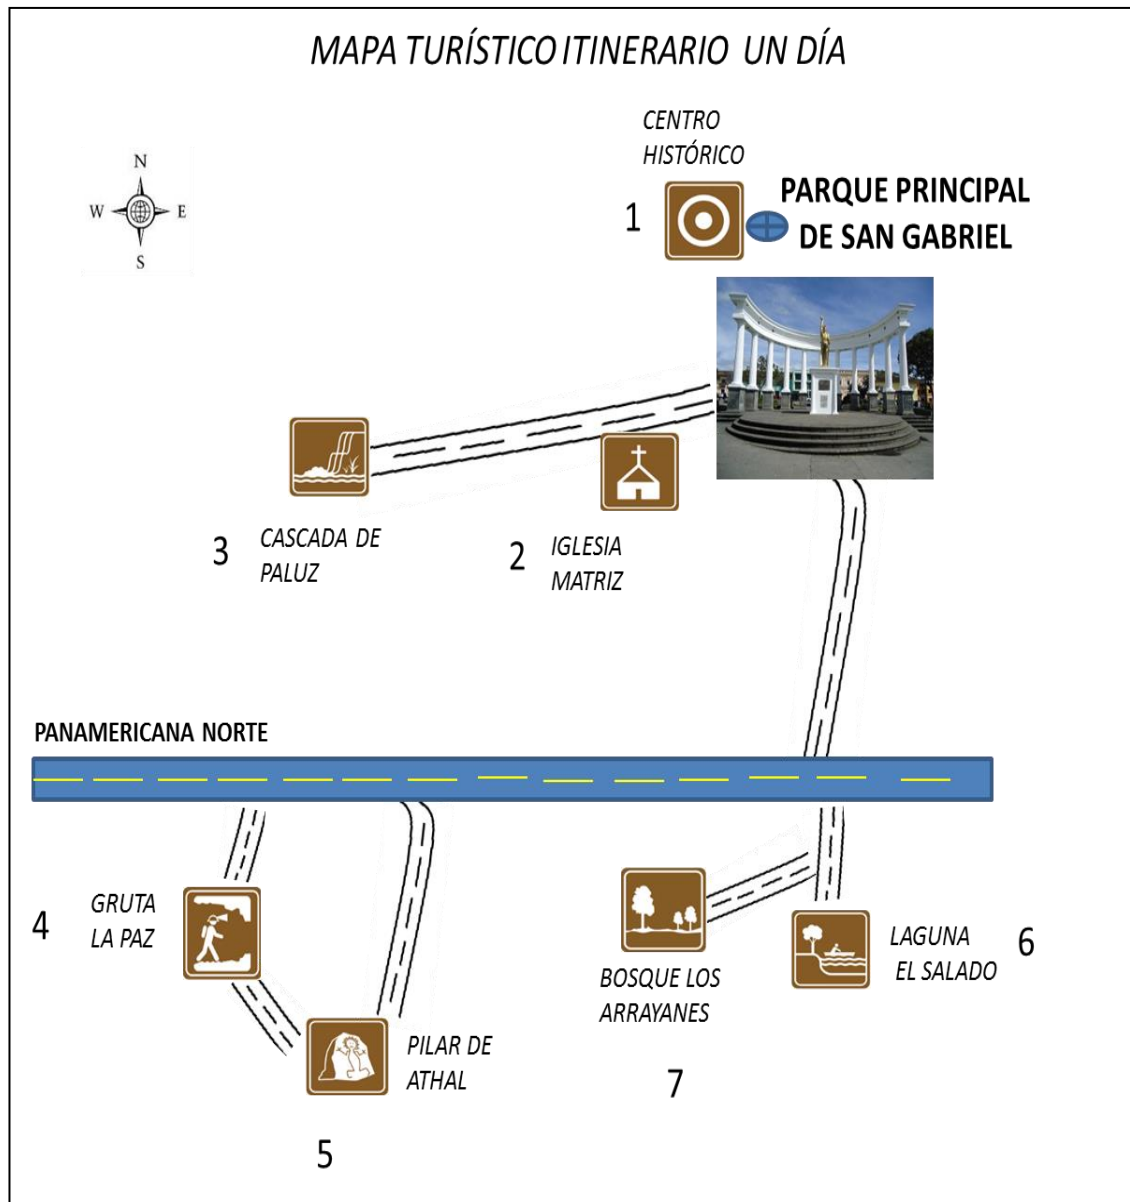 MAPA TURÍSTICO ITINERARIO UN DÍA
CENTRO
HISTÓRICO
1
PARQUE PRINCIPAL
DE SAN GABRIEL
N
W E
S
3
CASCADA DE
PALUZ
2
IGLESIA
MATRIZ
PANAMERICANA NORTE
4
GRUTA
LA PAZ
PILAR DE
ATHAL
5
BOSQUE LOS
ARRAYANES
7
LAGUNA
EL SALADO
6